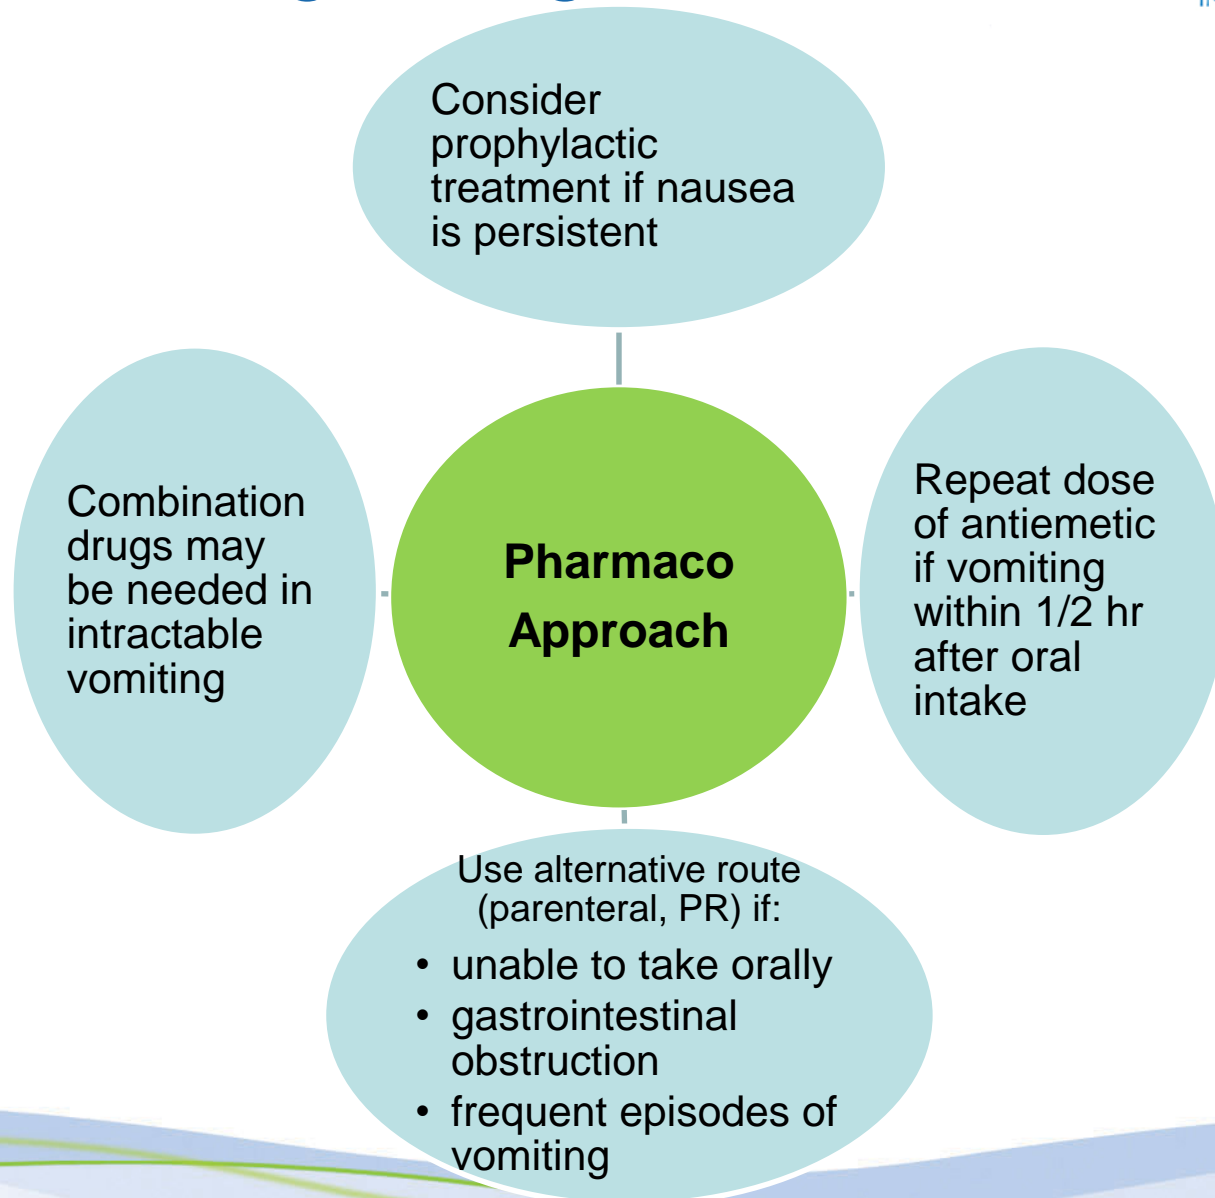 Consider
prophylactic
treatment if nausea
is persistent
Combination
drugs may
be needed in
intractable
vomiting
Pharmaco
Approach
Repeat dose
of antiemetic
if vomiting
within 1/2 hr
after oral
intake
Use alternative route
(parenteral, PR) if:
• unable to take orally
• gastrointestinal
obstruction
• frequent episodes of
vomiting